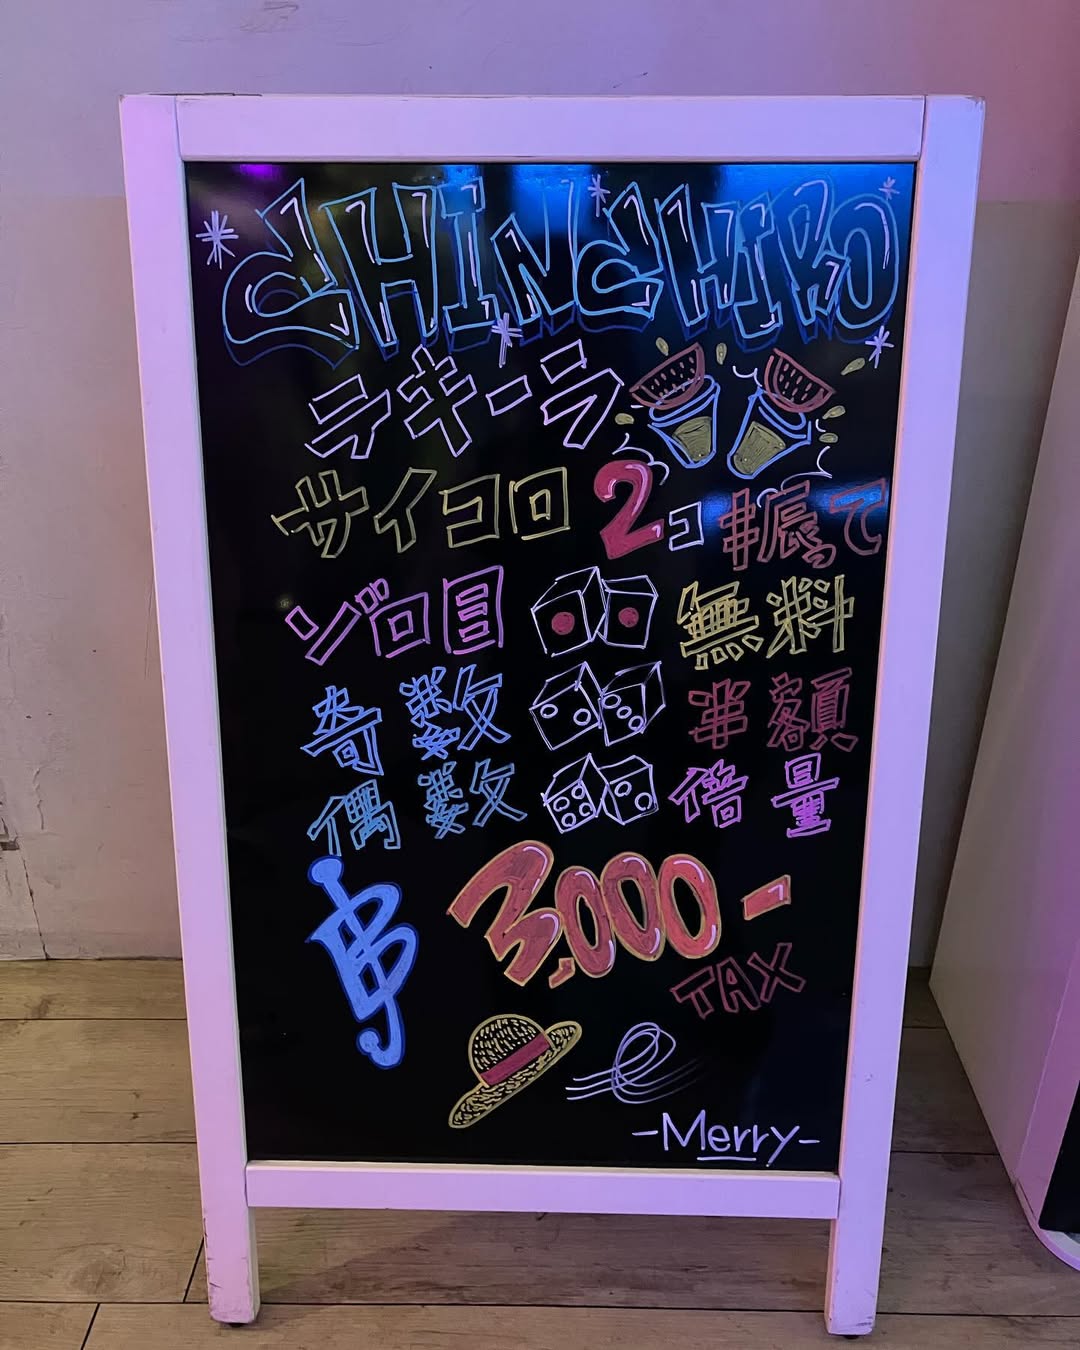 CHINCHIRO
テキーラ
サイコロ2コ振って
ゾロ目 無料
奇数 半額
偶数 倍量
¥3,000-
TAX
-Merry-